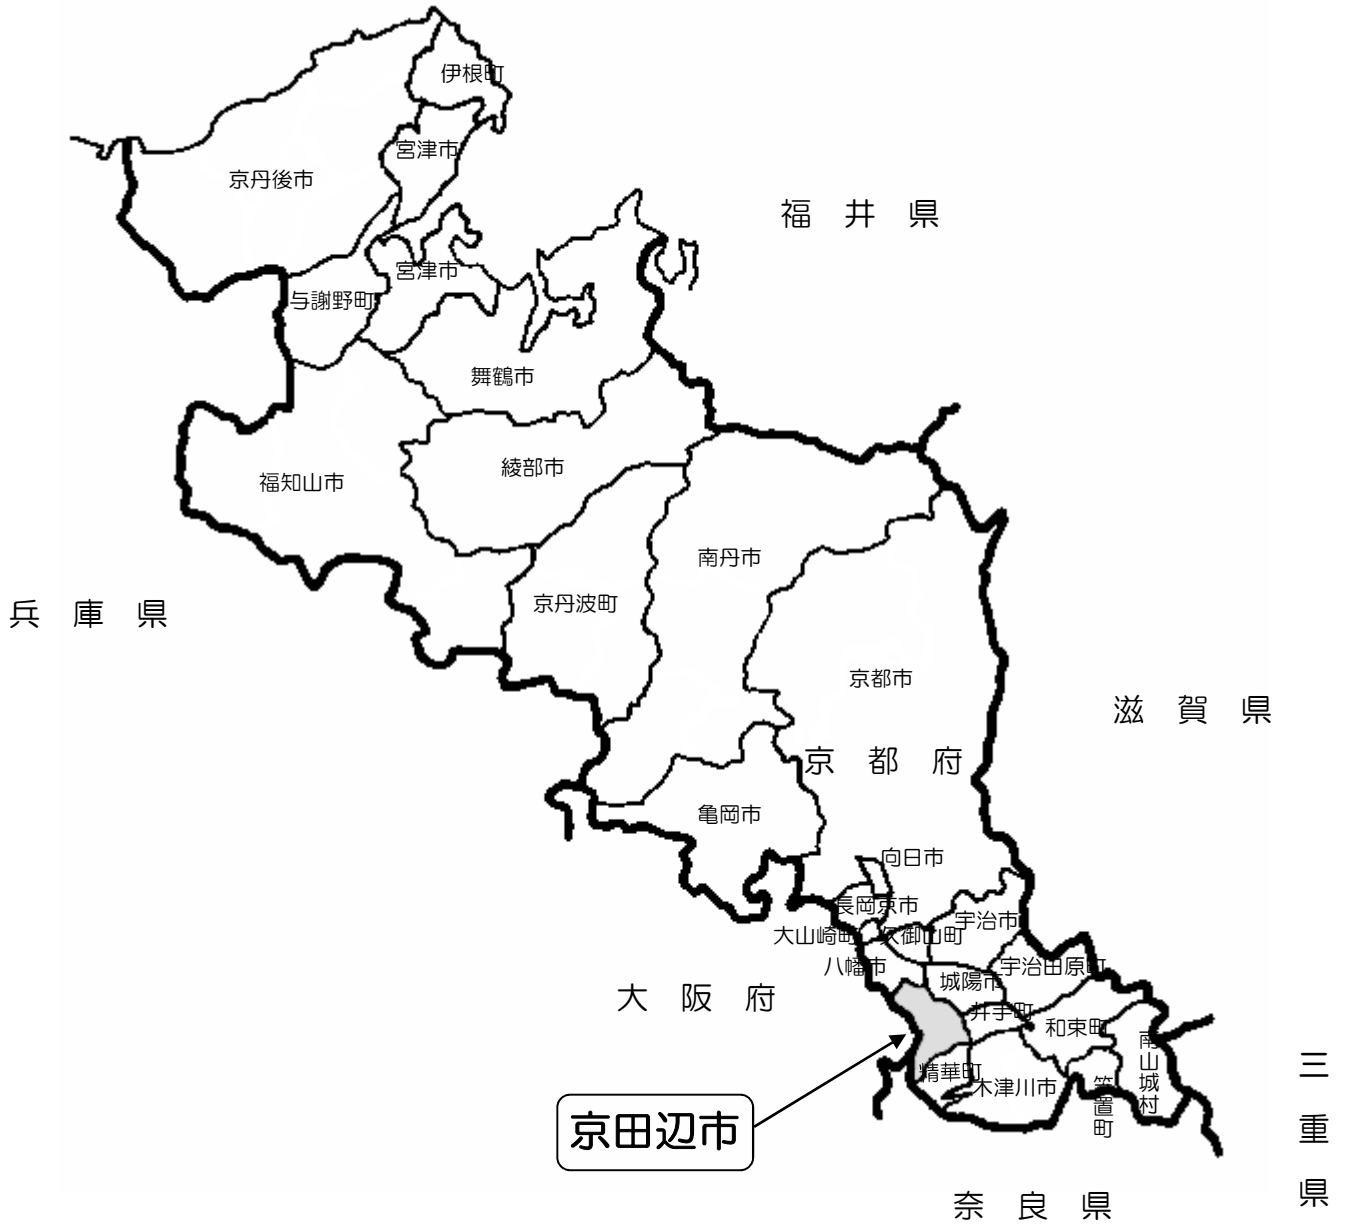 伊根町
宮津市
京丹後市
福井県
宮津市
与謝野町
舞鶴市
綾部市
福知山市
南丹市
京丹波町
兵庫県
京都市
滋賀県
京都府
亀岡市
向日市
長岡京市
宇治市
大山崎町
久御山町
八幡市
宇治田原町
城陽市
大阪府
井手町
和束町
南山城村
精華町
木津川市
笠置町
三重県
京田辺市
奈良県